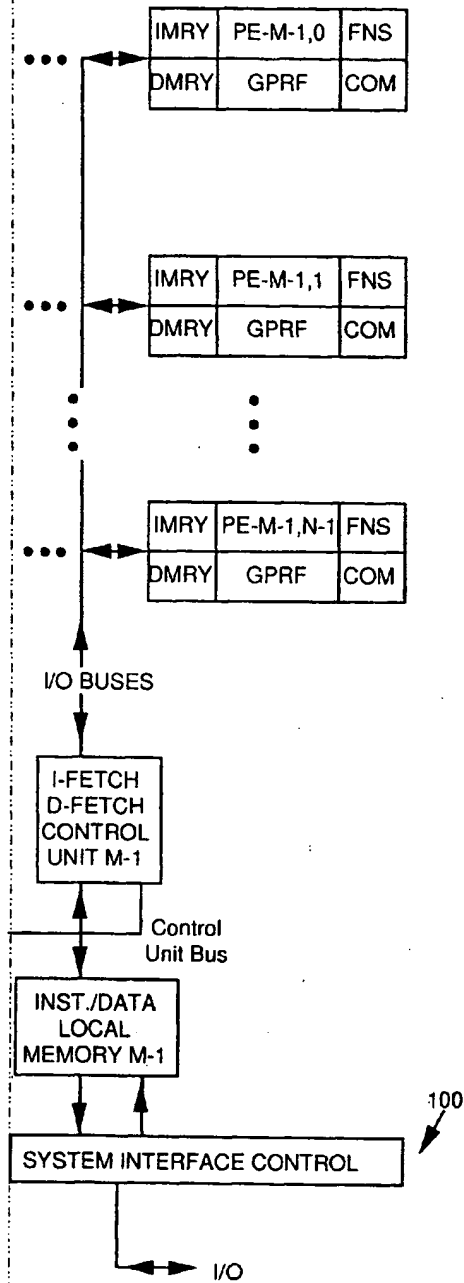 IMRY PE-M-1,0 FNS
DMRY GPRF COM
IMRY PE-M-1,1 FNS
DMRY GPRF COM
IMRY PE-M-1,N-1 FNS
DMRY GPRF COM
I/O BUSES
I-FETCH
D-FETCH
CONTROL
UNIT M-1
Control
Unit Bus
INST./DATA
LOCAL
MEMORY M-1
100
SYSTEM INTERFACE CONTROL
I/O